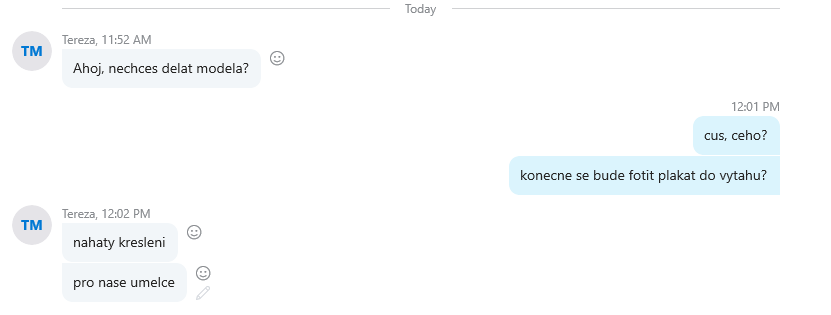 Today
TM
Tereza, 11:52 AM
Ahoj, nechces delat modela?
12:01 PM
cus, ceho?
konecne se bude fotit plakat do vytahu?
TM
Tereza, 12:02 PM
nahaty kresleni
pro nase umelce